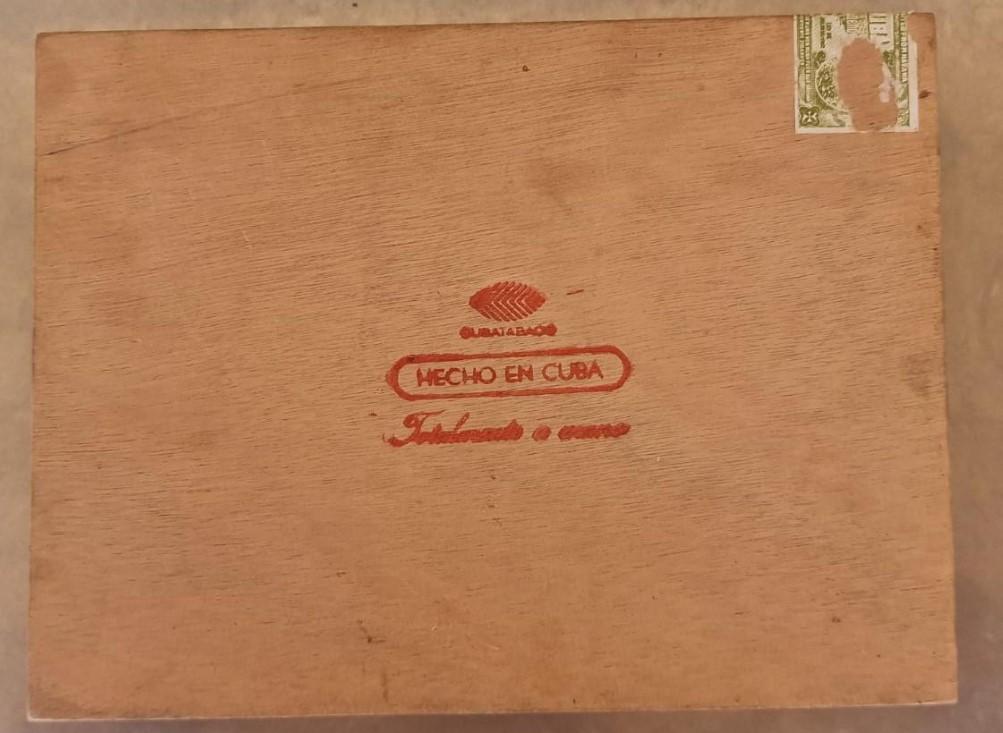 CUBATABACO
HECHO EN CUBA
Totalmente a mano